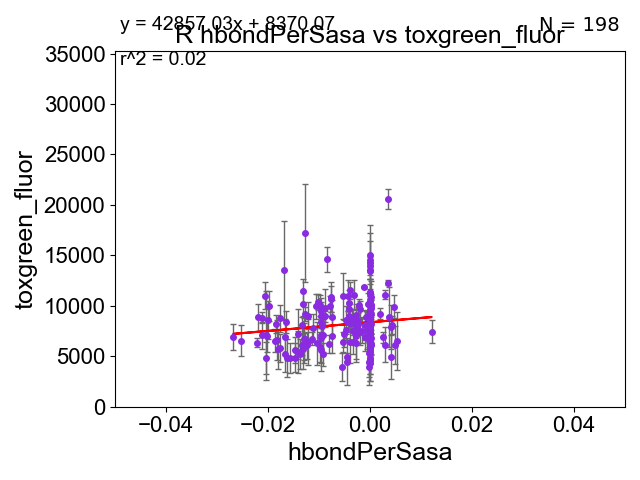 y = 42857.03x + 8370.07
N = 198
R hbondPerSasa vs toxgreen_fluor
r^2 = 0.02
35000
30000
25000
20000
15000
10000
5000
0
toxgreen_fluor
−0.04
−0.02
0.00
0.02
0.04
hbondPerSasa